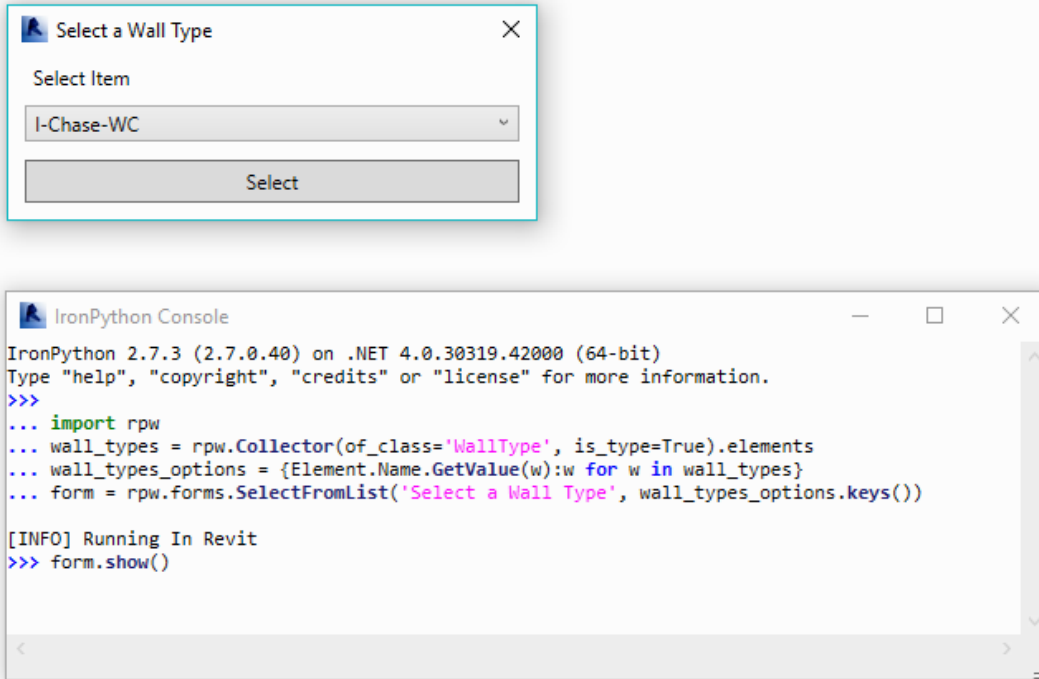 Select a Wall Type
Select Item
I-Chase-WC
Select
IronPython Console
IronPython 2.7.3 (2.7.0.40) on .NET 4.0.30319.42000 (64-bit)
Type "help", "copyright", "credits" or "license" for more information.
>>>
... import rpw
... wall_types = rpw.Collector(of_class='WallType', is_type=True).elements
... wall_types_options = {Element.Name.GetValue(w):w for w in wall_types}
... form = rpw.forms.SelectFromList('Select a Wall Type', wall_types_options.keys())
[INFO] Running In Revit
>>> form.show()